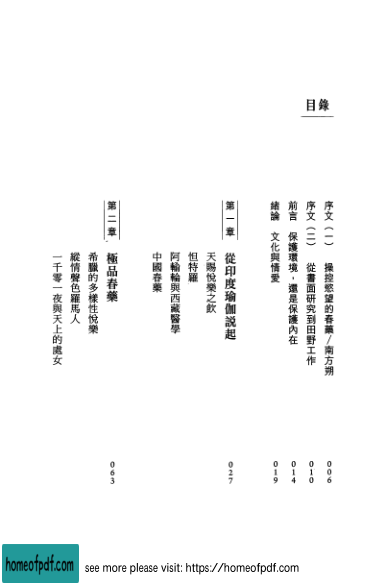 目錄
序文（一） 操控慾望的春藥/南方朔 006
序文（二） 從書面研究到田野工作 010
前言 保護環境，還是保護內在 014
緒論 文化與情愛 019
第一章 從印度瑜伽説起 027
天賜悅樂之飲
怛特羅
阿輸輪與西藏醫學
中國春藥
第二章 極品春藥 063
希臘的多樣性悅樂
縱情聲色羅馬人
一千零一夜與天上的處女
homeofpdf.com
see more please visit: https://homeofpdf.com